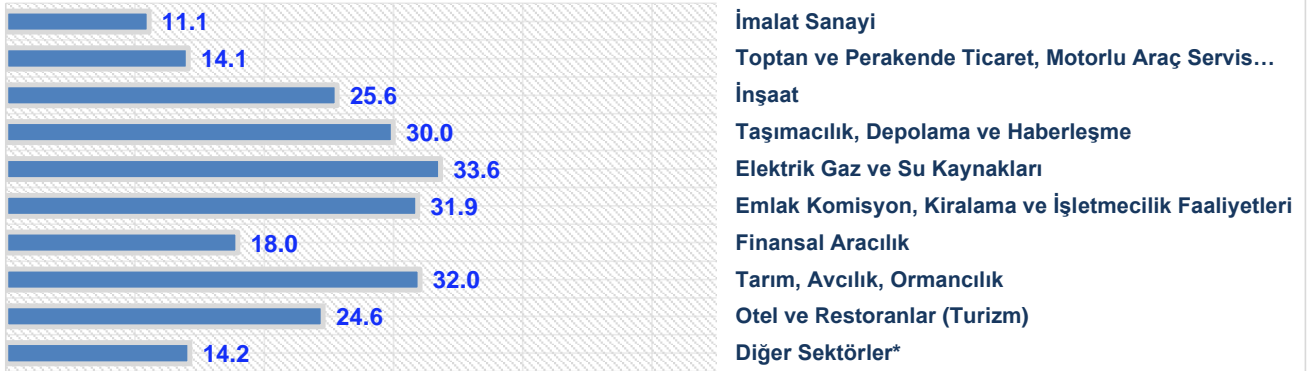 11.1 İmalat Sanayi
14.1 Toptan ve Perakende Ticaret, Motorlu Araç Servis…
25.6 İnşaat
30.0 Taşımacılık, Depolama ve Haberleşme
33.6 Elektrik Gaz ve Su Kaynakları
31.9 Emlak Komisyon, Kiralama ve İşletmecilik Faaliyetleri
18.0 Finansal Aracılık
32.0 Tarım, Avcılık, Ormancılık
24.6 Otel ve Restoranlar (Turizm)
14.2 Diğer Sektörler*